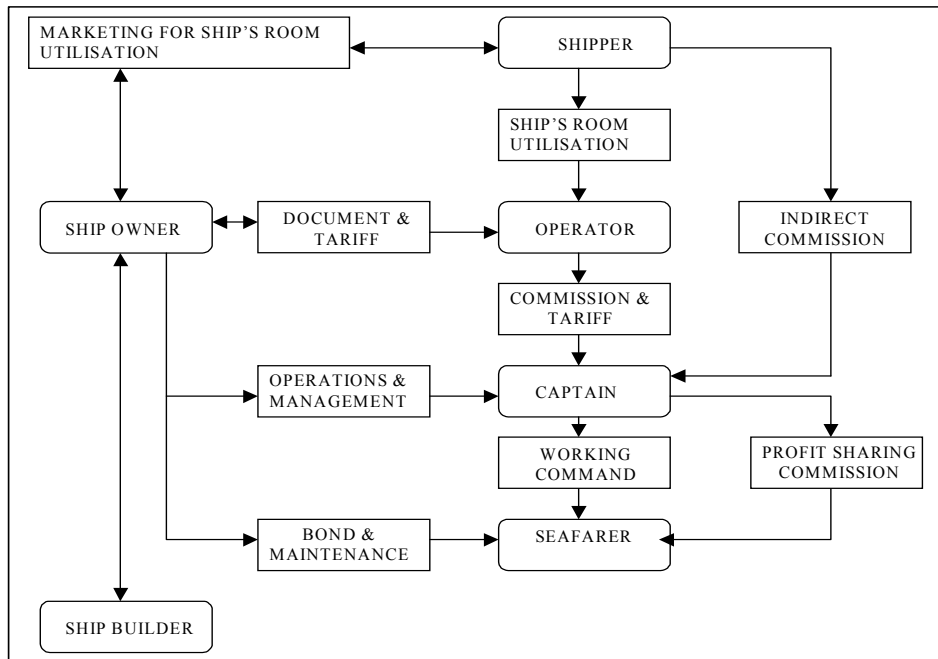 MARKETING FOR SHIP'S ROOM
UTILISATION
SHIPPER
SHIP'S ROOM
UTILISATION
SHIP OWNER
DOCUMENT &
TARIFF
OPERATOR
INDIRECT
COMMISSION
COMMISSION &
TARIFF
OPERATIONS &
MANAGEMENT
CAPTAIN
WORKING
COMMAND
PROFIT SHARING
COMMISSION
BOND &
MAINTENANCE
SEAFARER
SHIP BUILDER